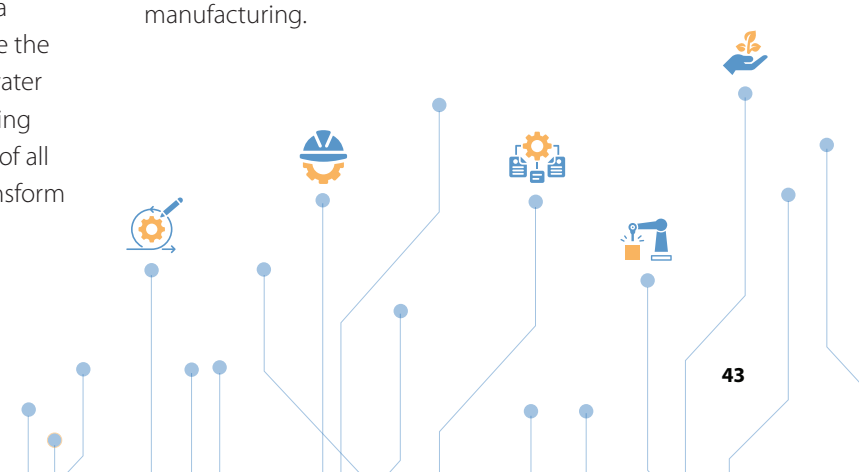 a
e the
ater
ing
of all
nsform
manufacturing.
43